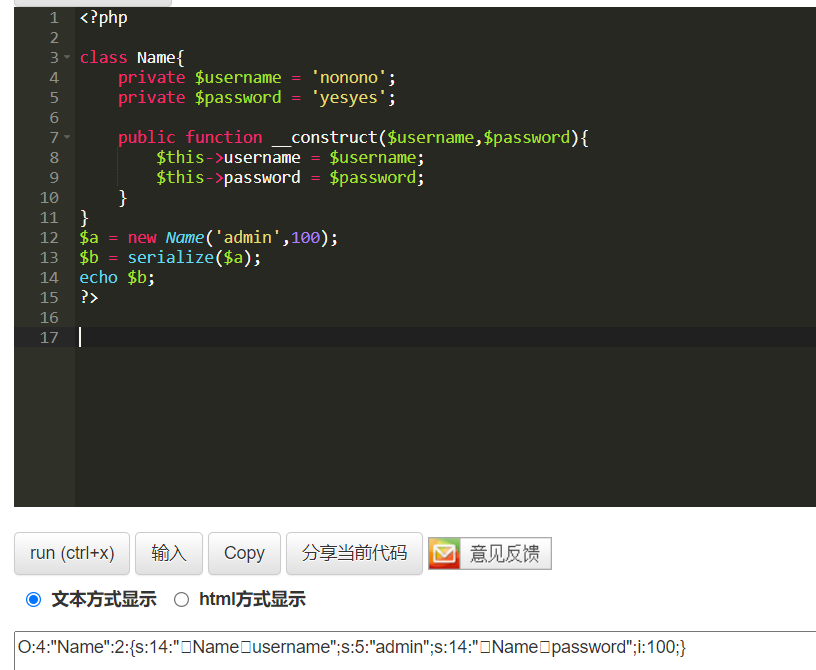 1 <?php
2
3 class Name{
4     private $username = 'nonono';
5     private $password = 'yesyes';
6
7     public function __construct($username,$password){
8         $this->username = $username;
9         $this->password = $password;
10     }
11 }
12 $a = new Name('admin',100);
13 $b = serialize($a);
14 echo $b;
15 ?>
16
17
run (ctrl+x) 输入 Copy 分享当前代码 意见反馈
文本方式显示 html方式显示
O:4:"Name":2:{s:14:"□Name□username";s:5:"admin";s:14:"□Name□password";i:100;}